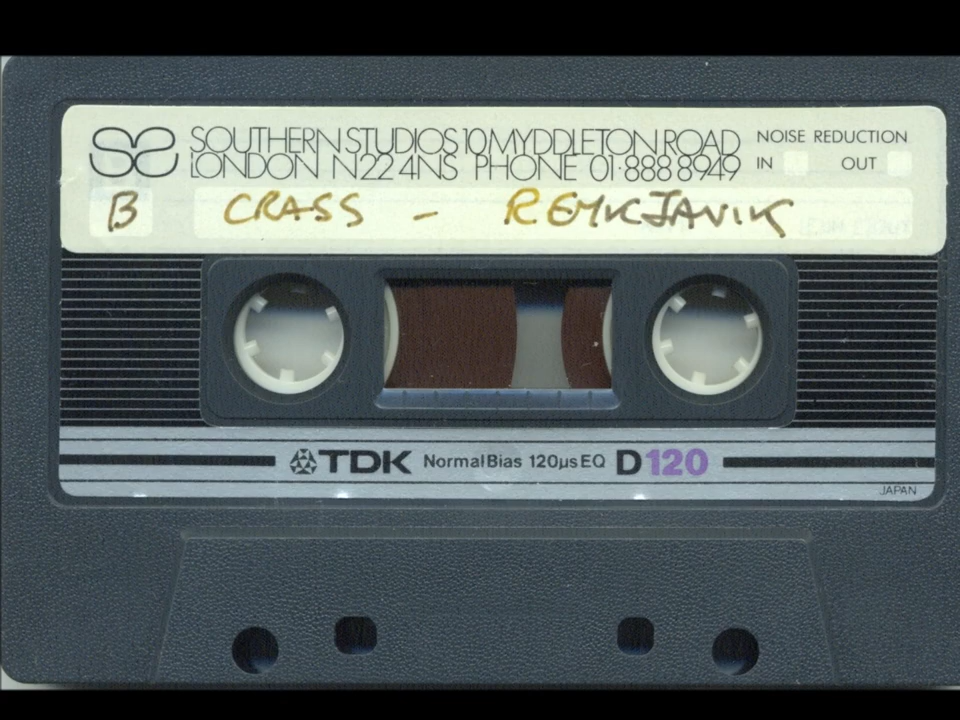 SOUTHERN STUDIOS 10 MYDDLETON ROAD
LONDON N22 4NS PHONE 01·888 8949
NOISE REDUCTION
IN OUT
B CRASS - REYKJAVIK
TDK Normal Bias 120μs EQ D120
JAPAN